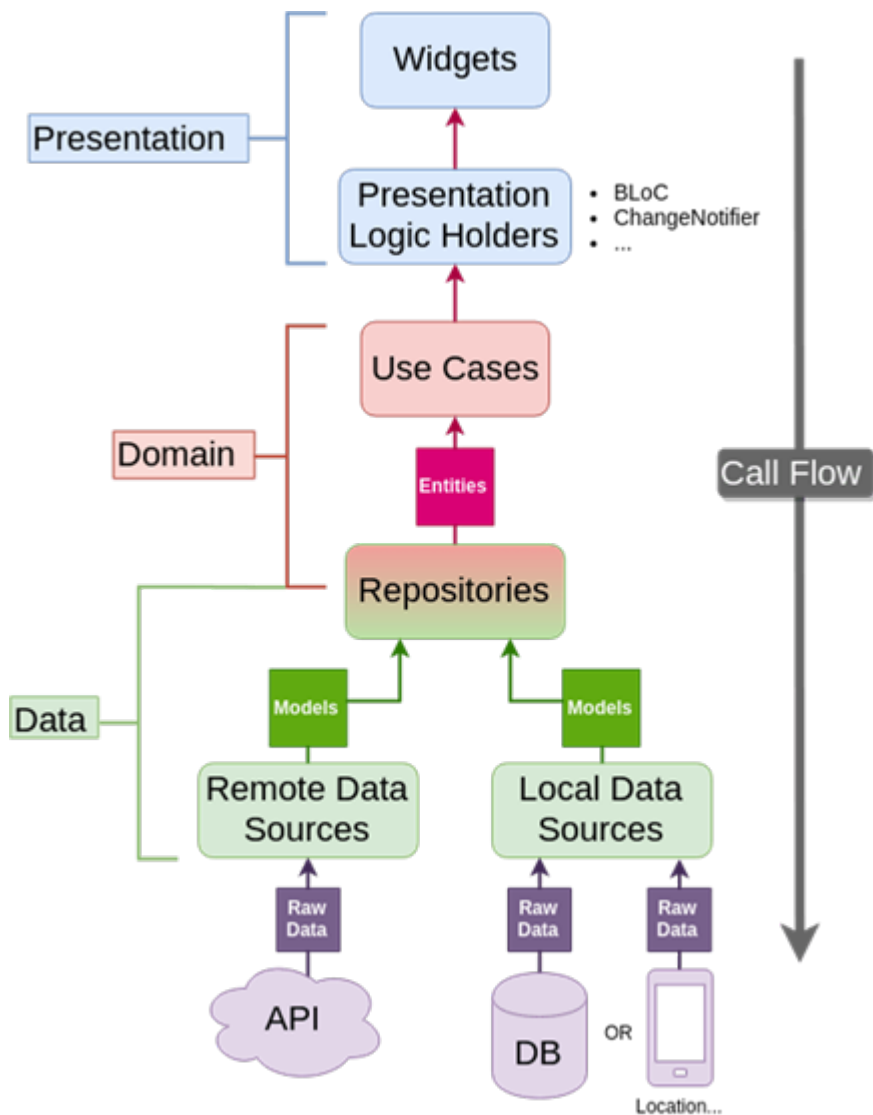 Widgets
Presentation
Presentation
Logic Holders
• BLoC
• ChangeNotifier
• ...
Use Cases
Domain
Entities
Call Flow
Repositories
Data
Models
Models
Remote Data
Sources
Local Data
Sources
Raw
Data
Raw
Data
Raw
Data
API
DB
OR
Location...